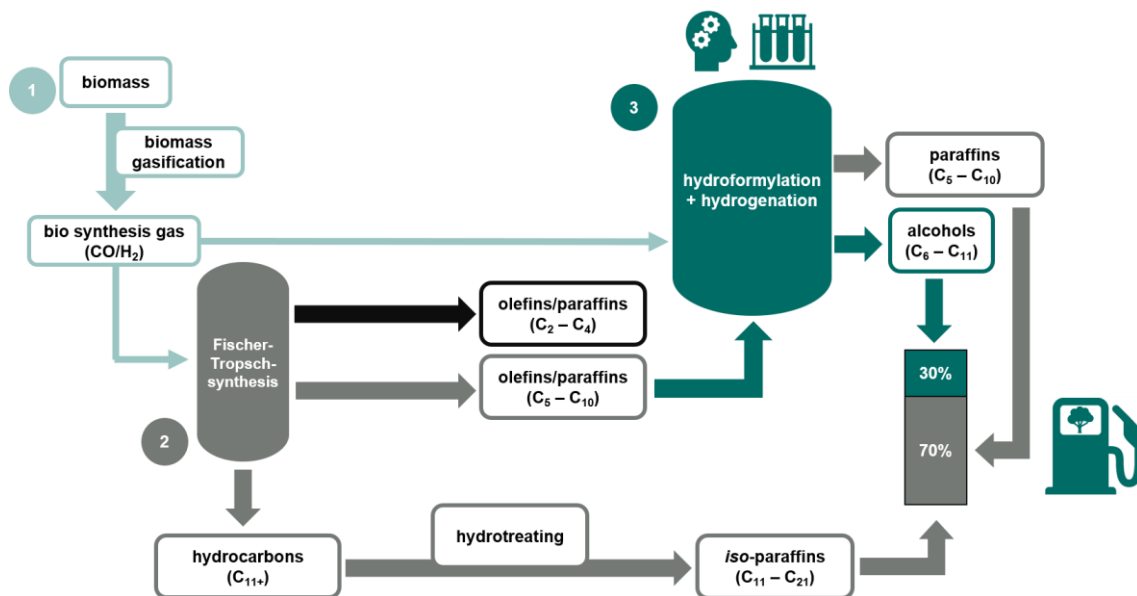 1
biomass
biomass
gasification
bio synthesis gas
(CO/H₂)
3
hydroformylation
+ hydrogenation
paraffins
(C₅ – C₁₀)
alcohols
(C₆ – C₁₁)
Fischer-
Tropsch-
synthesis
2
olefins/paraffins
(C₂ – C₄)
olefins/paraffins
(C₅ – C₁₀)
30%
70%
hydrocarbons
(C₁₁₊)
hydrotreating
iso-paraffins
(C₁₁ – C₂₁)